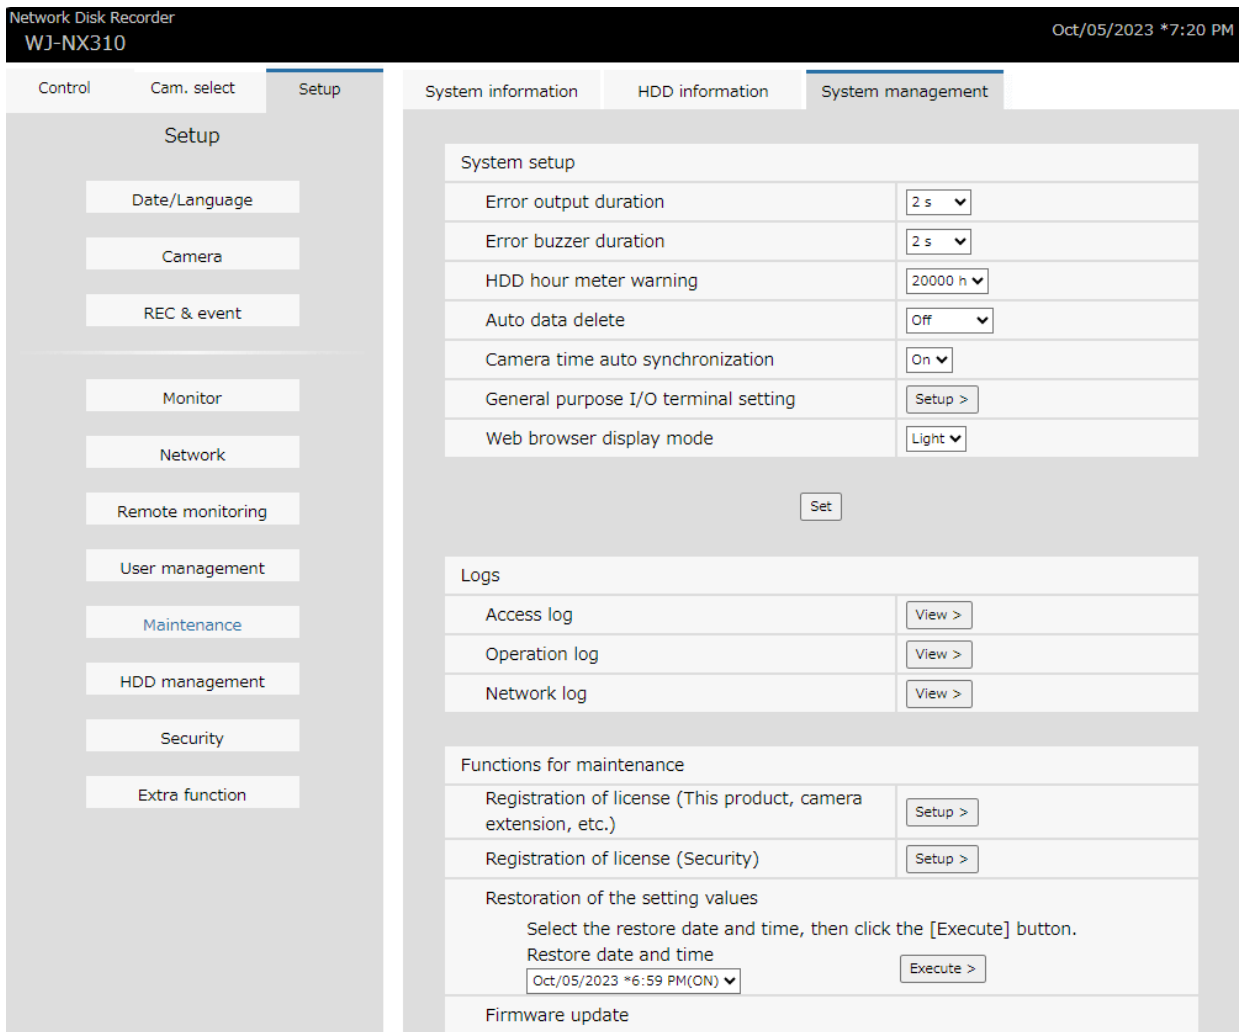 Network Disk Recorder
WJ-NX310
Oct/05/2023 *7:20 PM
Control
Cam. select
Setup
Setup
Date/Language
Camera
REC & event
Monitor
Network
Remote monitoring
User management
Maintenance
HDD management
Security
Extra function
System information
HDD information
System management
System setup
Error output duration
2 s
Error buzzer duration
2 s
HDD hour meter warning
20000 h
Auto data delete
Off
Camera time auto synchronization
On
General purpose I/O terminal setting
Setup >
Web browser display mode
Light
Set
Logs
Access log
View >
Operation log
View >
Network log
View >
Functions for maintenance
Registration of license (This product, camera
extension, etc.)
Setup >
Registration of license (Security)
Setup >
Restoration of the setting values
Select the restore date and time, then click the [Execute] button.
Restore date and time
Oct/05/2023 *6:59 PM(ON)
Execute >
Firmware update